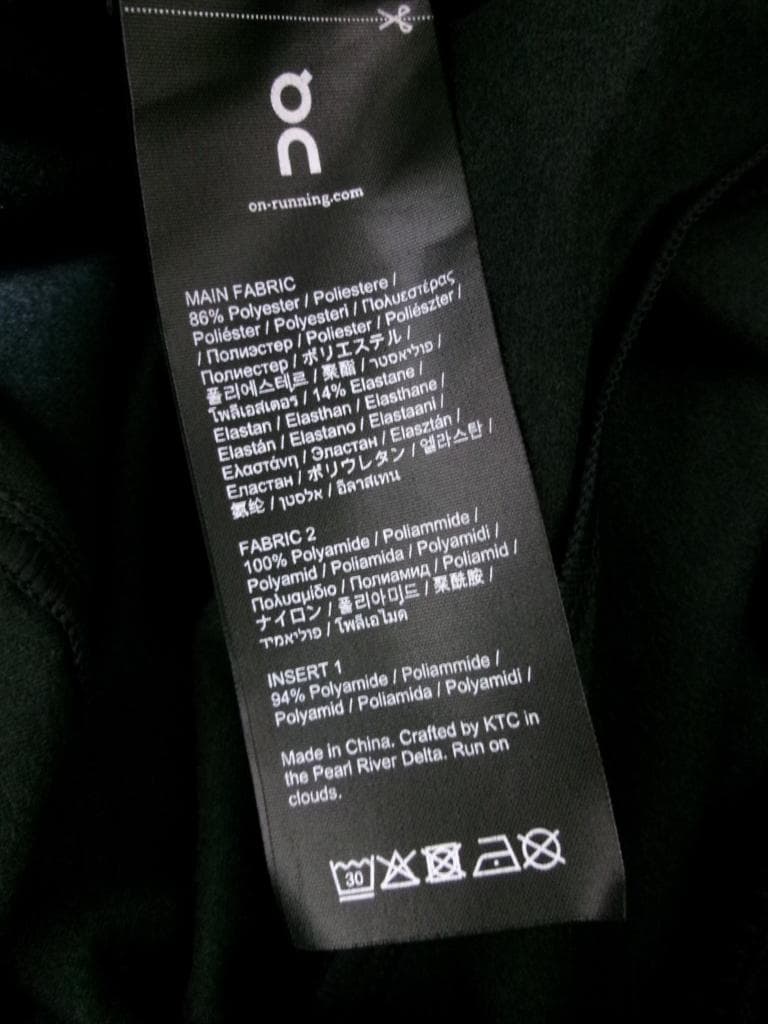 on
on-running.com
MAIN FABRIC
86% Polyester / Poliestere /
Poliéster / Polyesteri / Πολυεστέρας
/ Полиэстер / Poliester / Poliészter /
Полиестер / ポリエステル /
폴리에스테르 / 聚酯 / פוליאסטר /
โพลีเอสเตอร์ / 14% Elastane /
Elastan / Elasthan / Elasthane /
Elastán / Elastano / Elastaani /
Ελαστάνη / Эластан / Elasztán /
Еластан / ポリウレタン / 엘라스탄 /
氨纶 / אלסטן / อีลาสเทน
FABRIC 2
100% Polyamide / Poliammide /
Polyamid / Poliamida / Polyamidi /
Πολυαμίδιο / Полиамид / Poliamid /
ナイロン / 폴리아미드 / 聚酰胺 /
פוליאמיד / โพลีเอไมด์
INSERT 1
94% Polyamide / Poliammide /
Polyamid / Poliamida / Polyamidi /
Made in China. Crafted by KTC in
the Pearl River Delta. Run on
clouds.
30